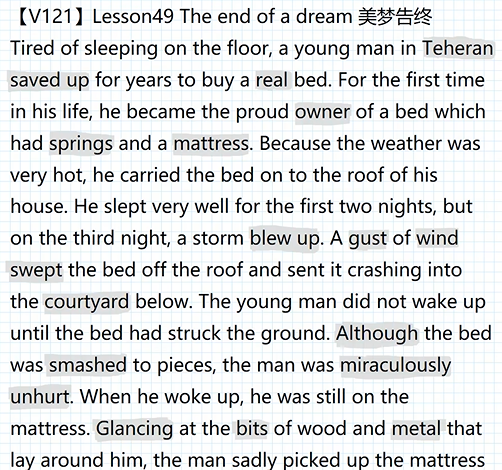 【V121】Lesson49 The end of a dream 美梦告终
Tired of sleeping on the floor, a young man in Teheran
saved up for years to buy a real bed. For the first time
in his life, he became the proud owner of a bed which
had springs and a mattress. Because the weather was
very hot, he carried the bed on to the roof of his
house. He slept very well for the first two nights, but
on the third night, a storm blew up. A gust of wind
swept the bed off the roof and sent it crashing into
the courtyard below. The young man did not wake up
until the bed had struck the ground. Although the bed
was smashed to pieces, the man was miraculously
unhurt. When he woke up, he was still on the
mattress. Glancing at the bits of wood and metal that
lay around him, the man sadly picked up the mattress